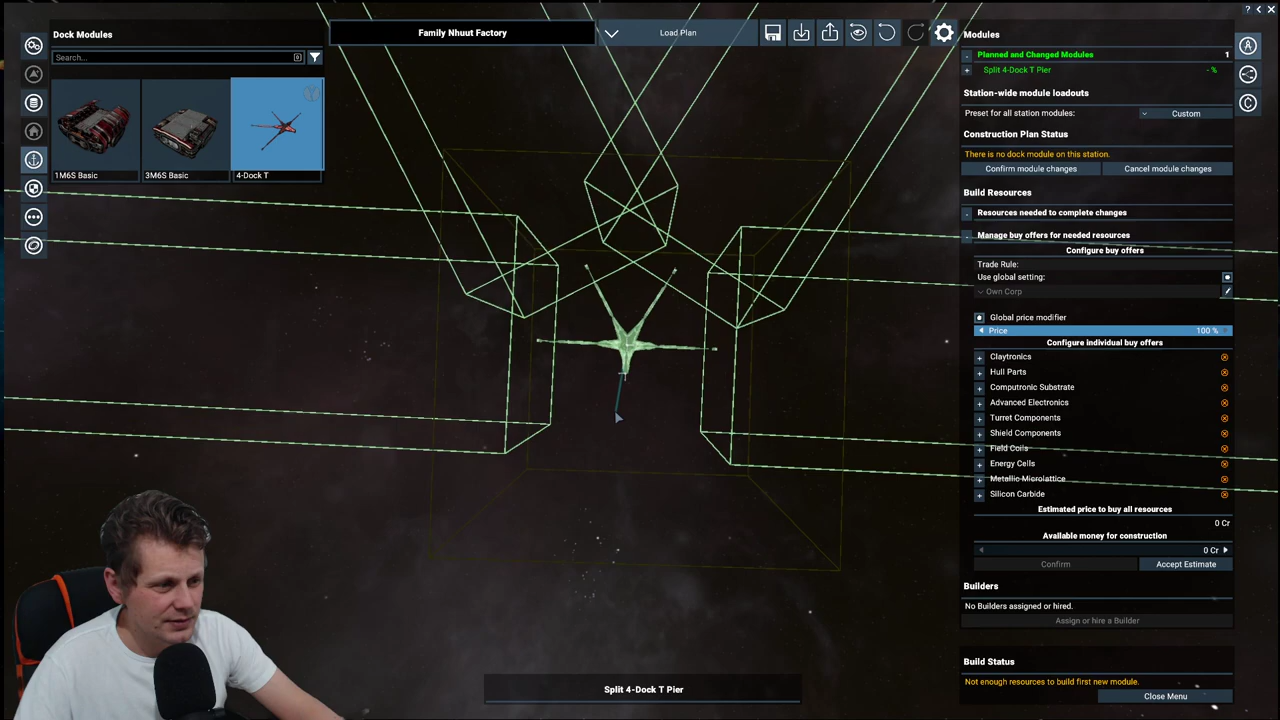 Dock Modules
Search...
1M6S Basic
3M6S Basic
4-Dock T
Family Nhuut Factory
Load Plan
Split 4-Dock T Pier
Modules
- Planned and Changed Modules 1
+ Split 4-Dock T Pier - %
Station-wide module loadouts
Preset for all station modules: Custom
Construction Plan Status
There is no dock module on this station.
Confirm module changes
Cancel module changes
Build Resources
- Resources needed to complete changes
- Manage buy offers for needed resources
Configure buy offers
Trade Rule:
Use global setting:
Own Corp
Global price modifier
Price 100 %
Configure individual buy offers
+ Claytronics
+ Hull Parts
+ Computronic Substrate
+ Advanced Electronics
+ Turret Components
+ Shield Components
+ Field Coils
+ Energy Cells
+ Metallic Microlattice
+ Silicon Carbide
Estimated price to buy all resources
0 Cr
Available money for construction
0 Cr
Confirm
Accept Estimate
Builders
No Builders assigned or hired.
Assign or hire a Builder
Build Status
Not enough resources to build first new module.
Close Menu